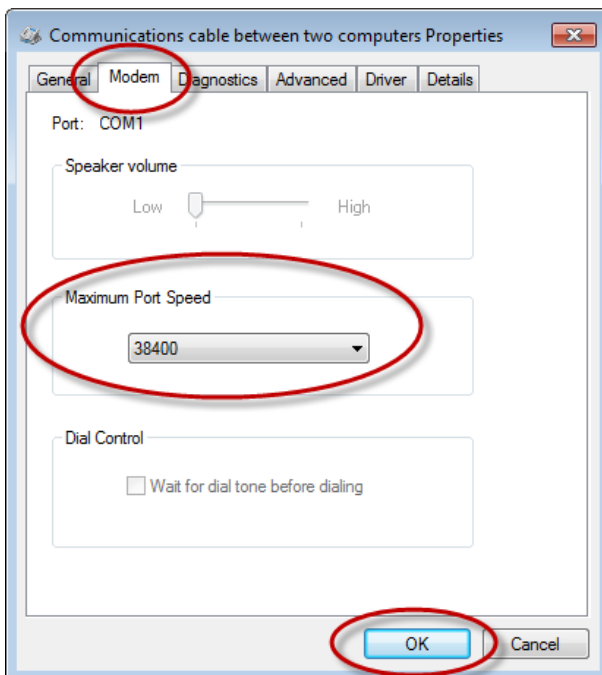 Communications cable between two computers Properties
General Modem Diagnostics Advanced Driver Details
Port: COM1
Speaker volume
Low High
Maximum Port Speed
38400
Dial Control
Wait for dial tone before dialing
OK Cancel